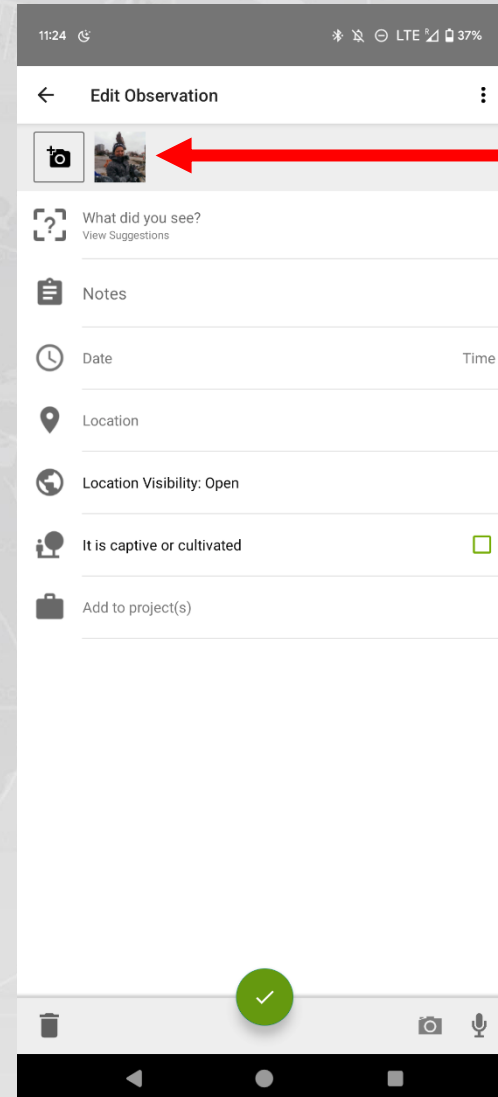 11:24
LTE R 37%
Edit Observation
What did you see?
View Suggestions
Notes
Date Time
Location
Location Visibility: Open
It is captive or cultivated
Add to project(s)